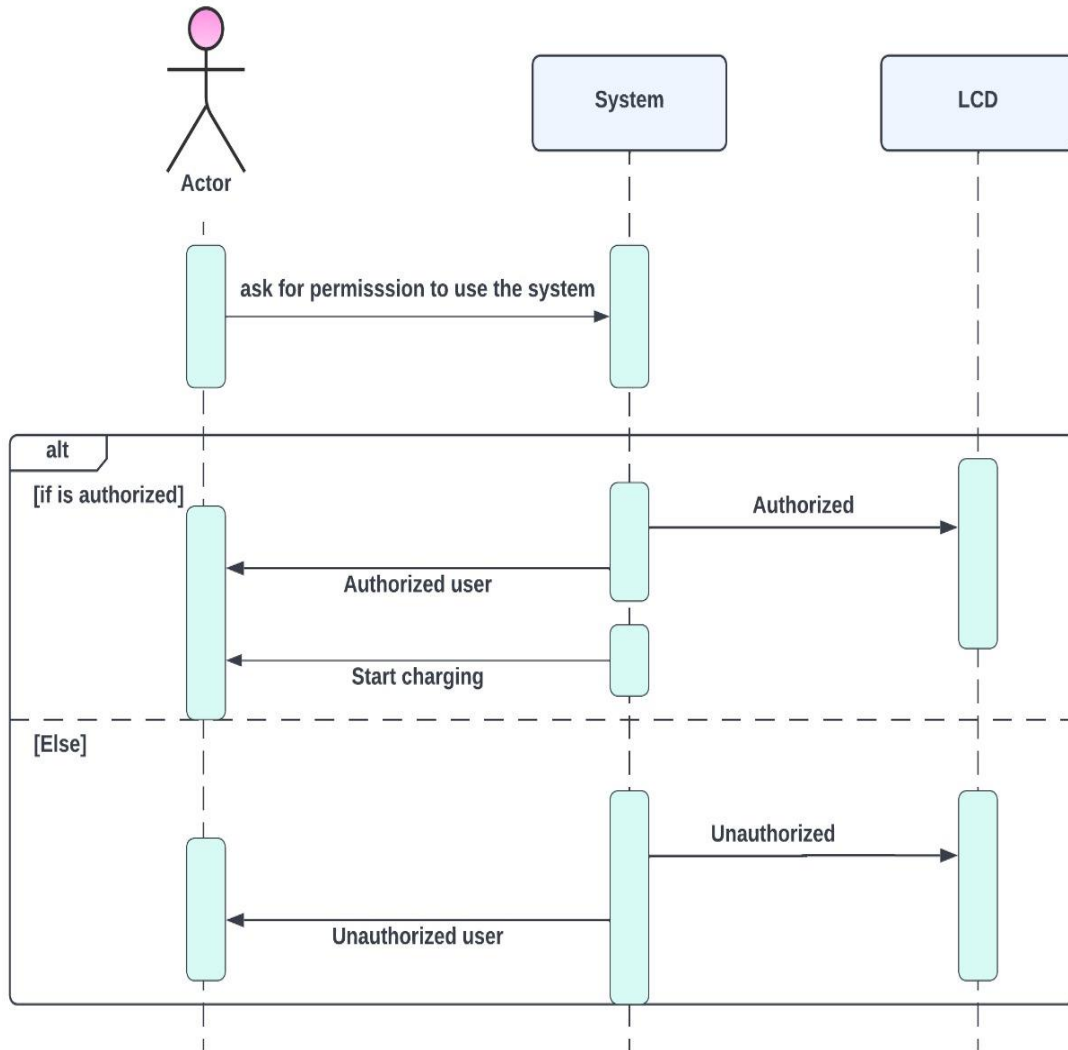 System
LCD
Actor
ask for permisssion to use the system
alt
[if is authorized]
Authorized
Authorized user
Start charging
[Else]
Unauthorized
Unauthorized user